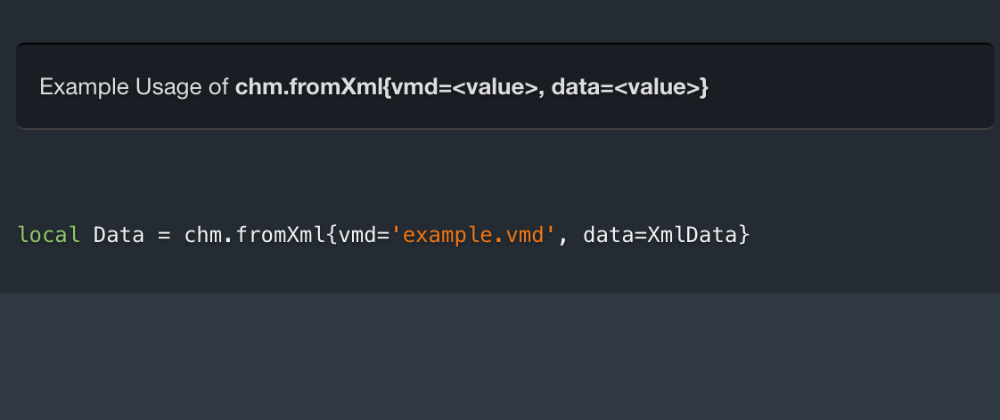 Example Usage of chm.fromXml{vmd=<value>, data=<value>}
local Data = chm.fromXml{vmd='example.vmd', data=XmlData}